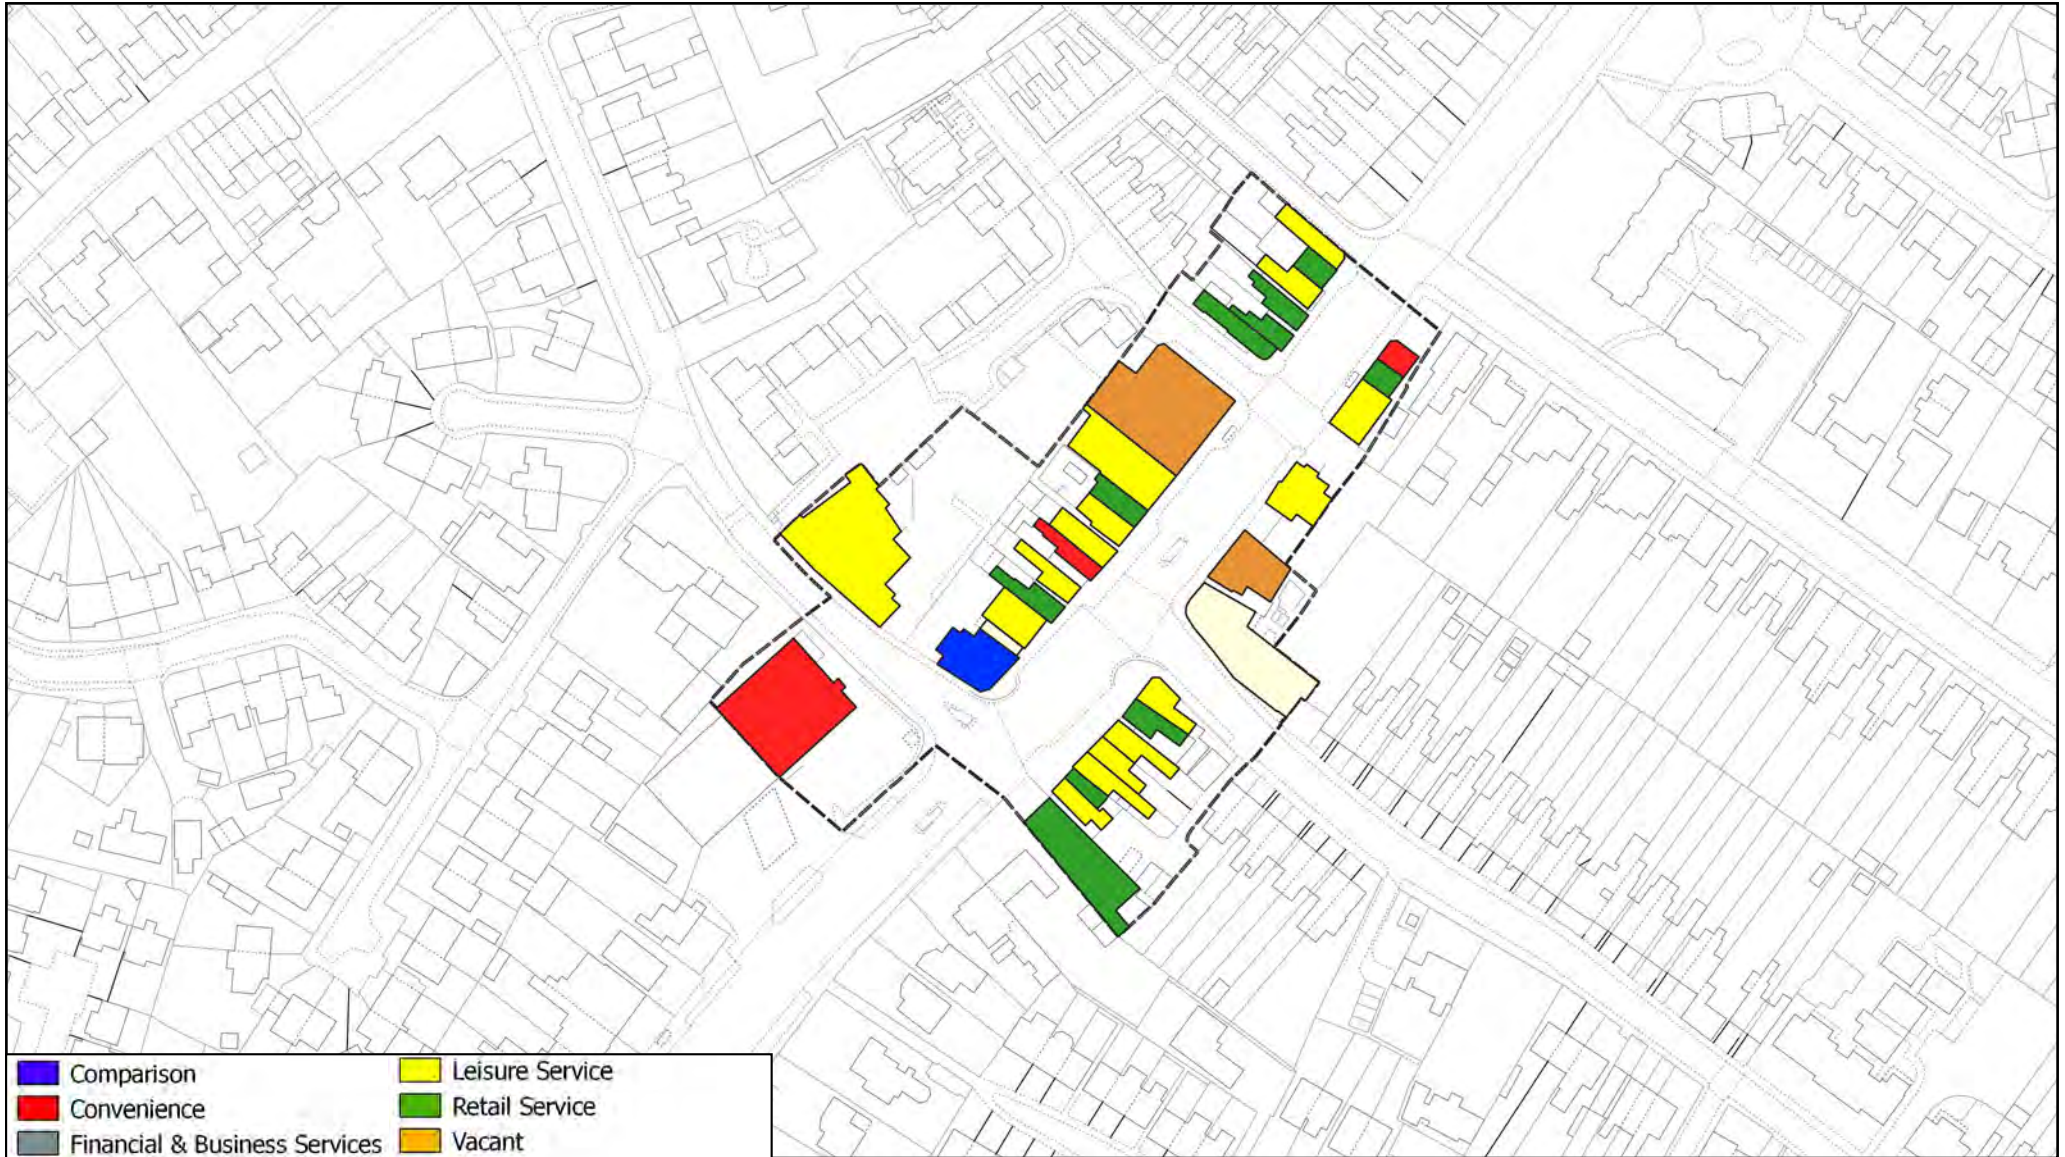 Comparison
Convenience
Financial & Business Services
Leisure Service
Retail Service
Vacant